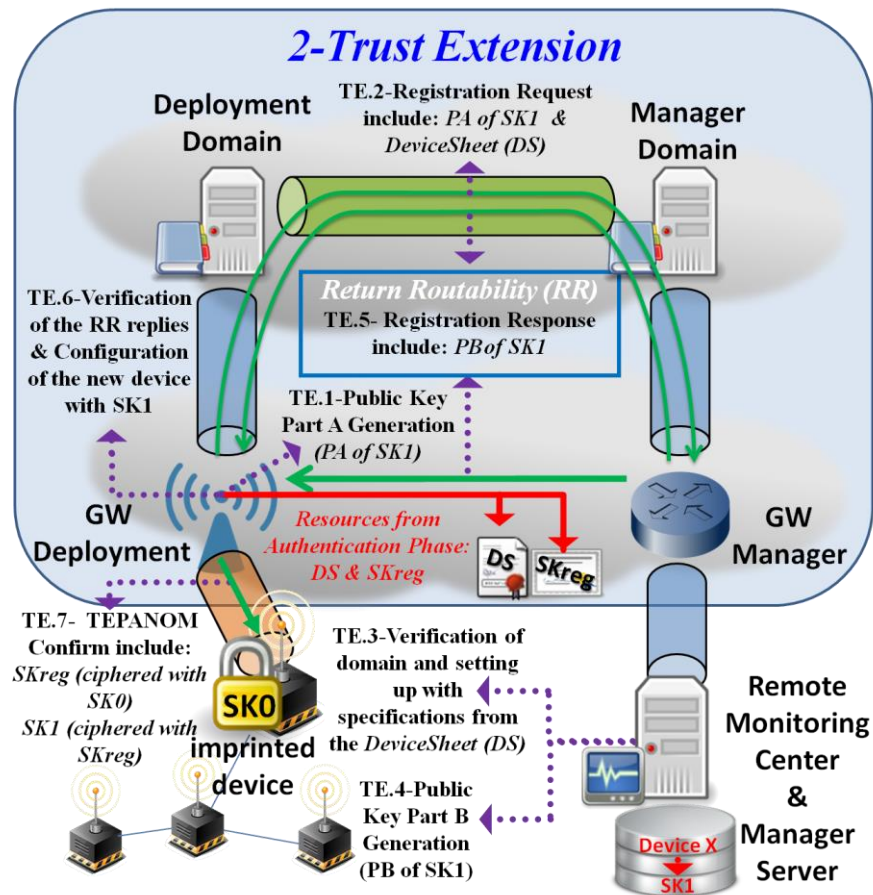 2-Trust Extension
TE.2-Registration Request
include: PA of SK1 &
DeviceSheet (DS)
Deployment
Domain
Manager
Domain
Return Routability (RR)
TE.5- Registration Response
include: PBof SK1
TE.6-Verification
of the RR replies
& Configuration
of the new device
with SK1
TE.1-Public Key
Part A Generation
(PA of SK1)
GW
Deployment
Resources from
Authentication Phase:
DS & SKreg
DS
SKreg
GW
Manager
TE.7- TEPANOM
Confirm include:
SKreg (ciphered with
SK0)
SK1 (ciphered with
SKreg)
SK0
imprinted
device
TE.3-Verification of
domain and setting
up with
specifications from
the DeviceSheet (DS)
TE.4-Public
Key Part B
Generation
(PB of SK1)
Remote
Monitoring
Center
&
Manager
Server
Device X
SK1